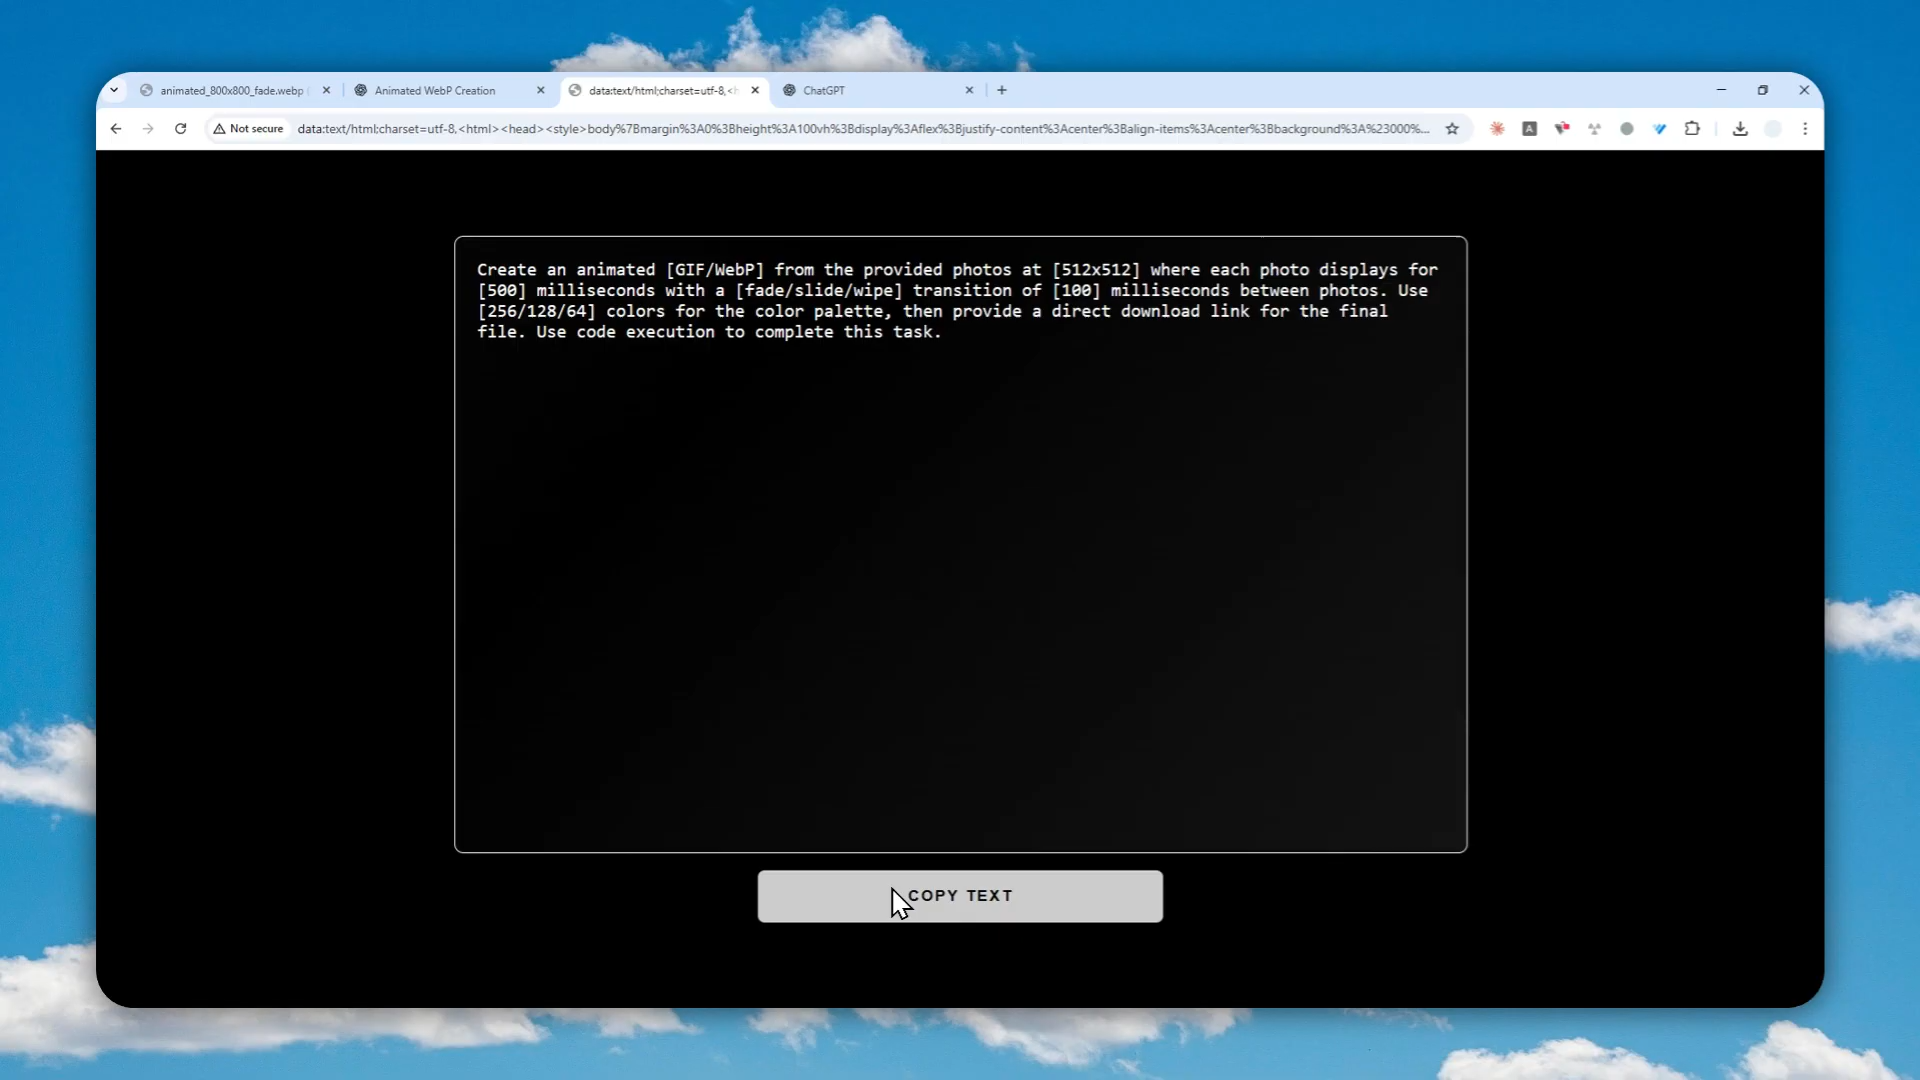 animated_800x800_fade.webp (
Animated WebP Creation
data:text/html;charset=utf-8,<h
ChatGPT
Not secure
data:text/html;charset=utf-8,<html><head><style>body%7Bmargin%3A0%3Bheight%3A100vh%3Bdisplay%3Aflex%3Bjustify-content%3Acenter%3Balign-items%3Acenter%3Bbackground%3A%23000%...
A
Create an animated [GIF/WebP] from the provided photos at [512x512] where each photo displays for
[500] milliseconds with a [fade/slide/wipe] transition of [100] milliseconds between photos. Use
[256/128/64] colors for the color palette, then provide a direct download link for the final
file. Use code execution to complete this task.
COPY TEXT